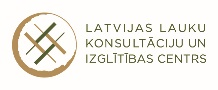 LATVIJAS LAUKU
KONSULTĀCIJU UN
IZGLĪTĪBAS CENTRS